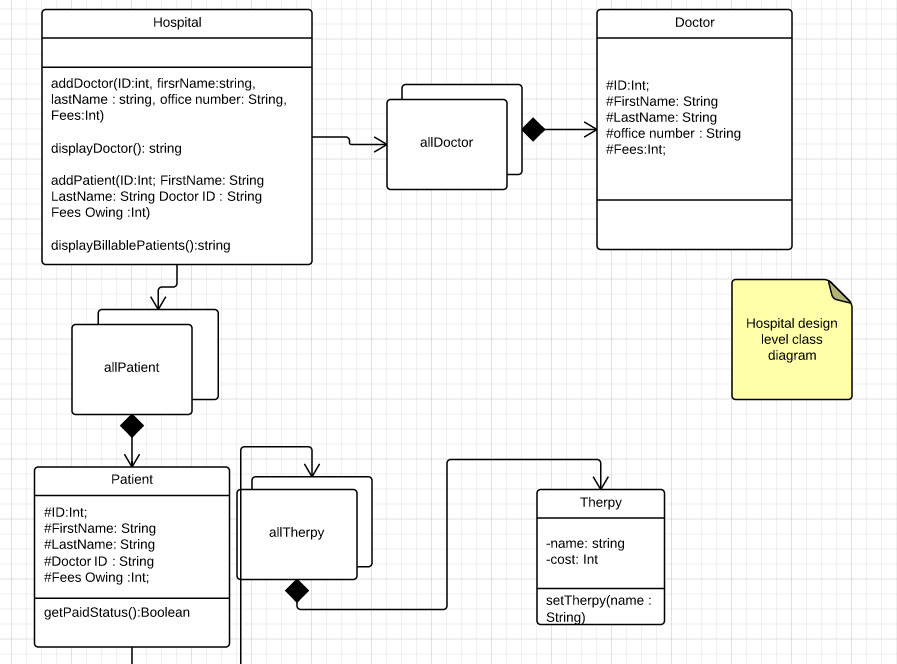 Hospital
addDoctor(ID:int, firsrName:string,
lastName : string, office number: String,
Fees:Int)
displayDoctor(): string
addPatient(ID:Int; FirstName: String
LastName: String Doctor ID : String
Fees Owing :Int)
displayBillablePatients():string
allDoctor
Doctor
#ID:Int;
#FirstName: String
#LastName: String
#office number : String
#Fees:Int;
Hospital design
level class
diagram
allPatient
Patient
#ID:Int;
#FirstName: String
#LastName: String
#Doctor ID : String
#Fees Owing :Int;
getPaidStatus():Boolean
allTherpy
Therpy
-name: string
-cost: Int
setTherpy(name :
String)